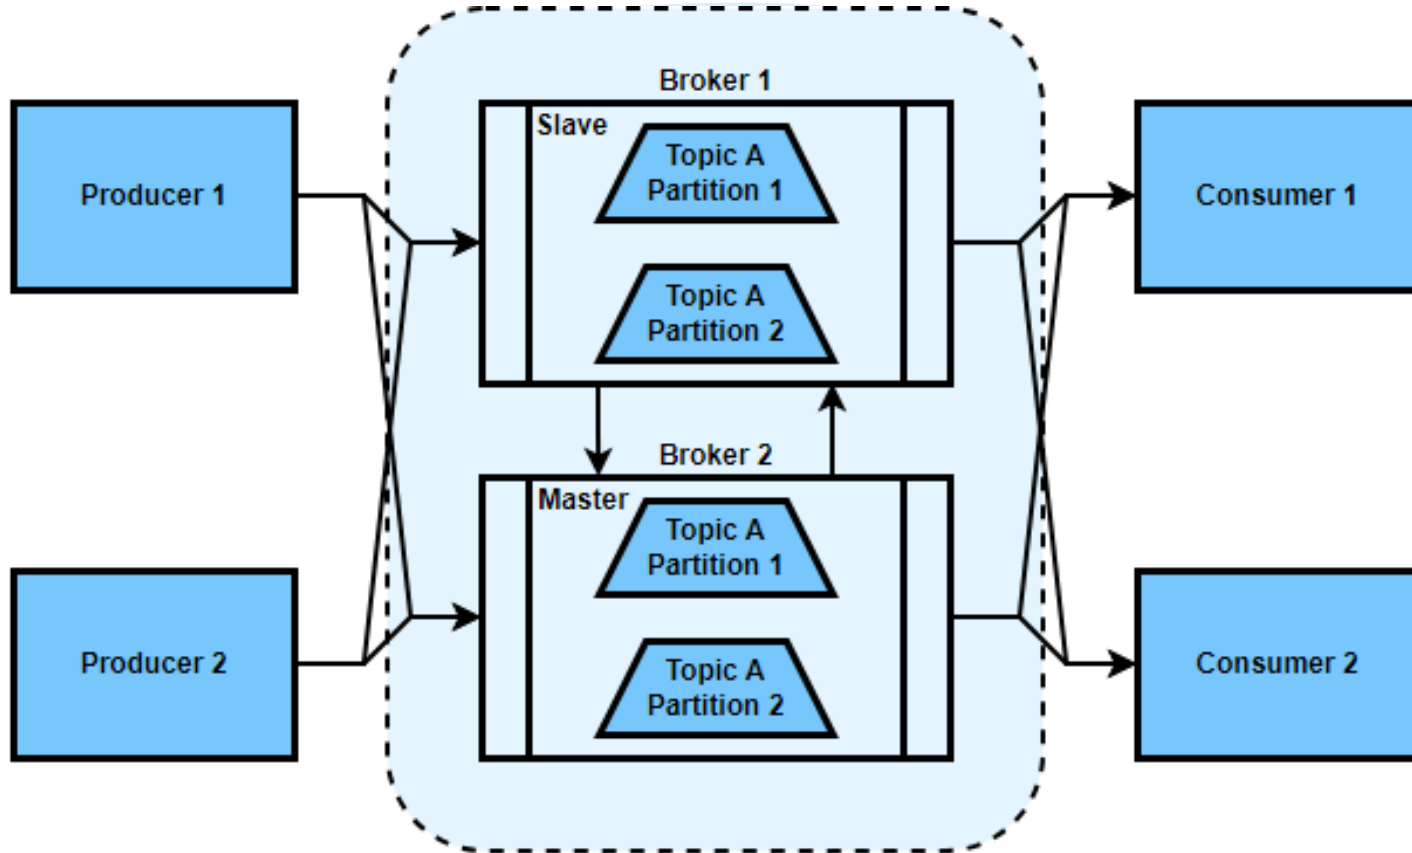 Broker 1
Slave
Topic A
Partition 1
Topic A
Partition 2
Producer 1
Consumer 1
Broker 2
Master
Topic A
Partition 1
Topic A
Partition 2
Producer 2
Consumer 2